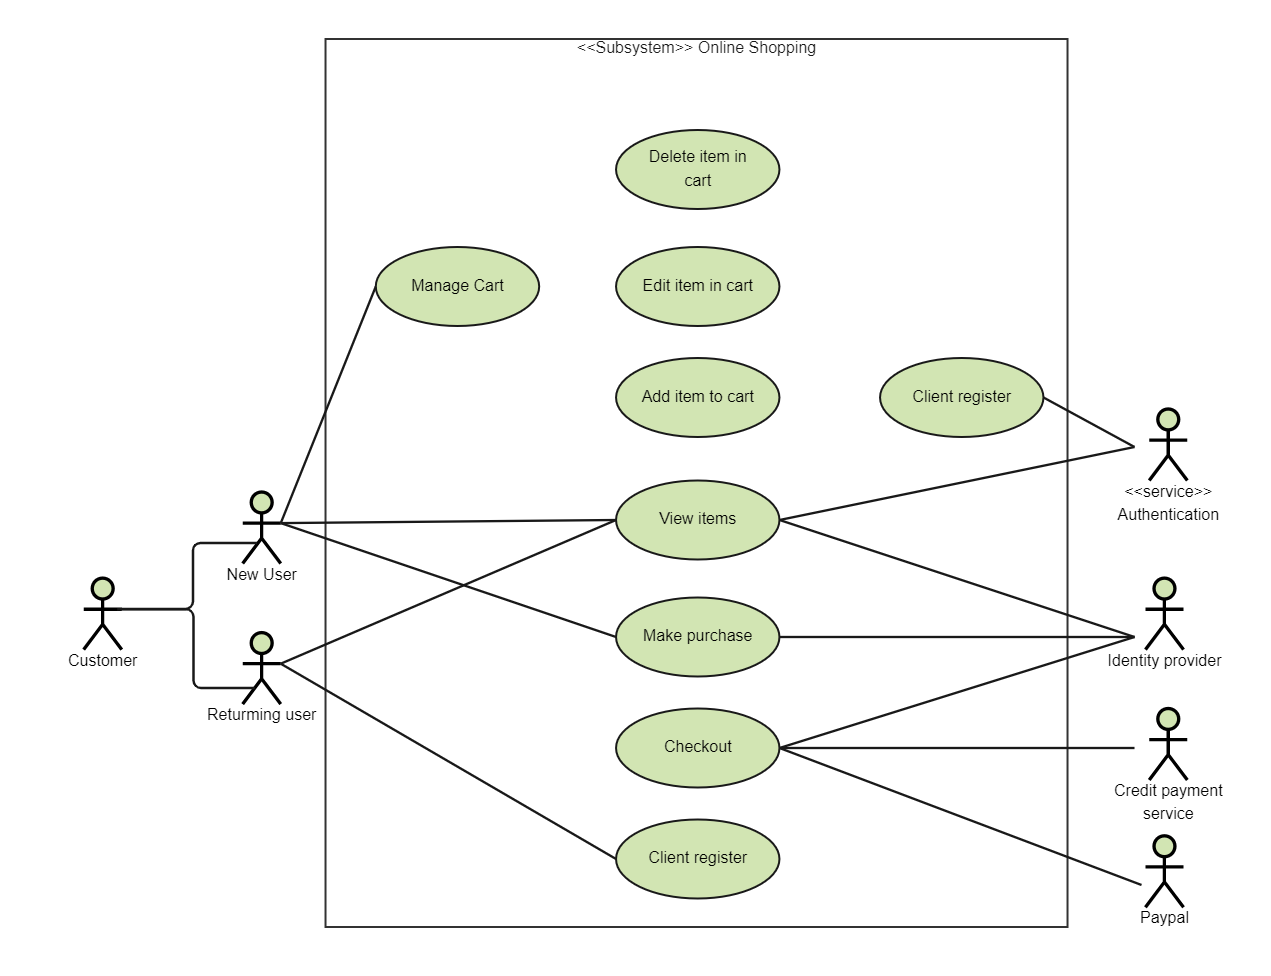 <<Subsystem>> Online Shopping
Delete item in
cart
Manage Cart
Edit item in cart
Add item to cart
Client register
<<service>>
Authentication
View items
New User
Customer
Make purchase
Identity provider
Returming user
Checkout
Credit payment
service
Client register
Paypal